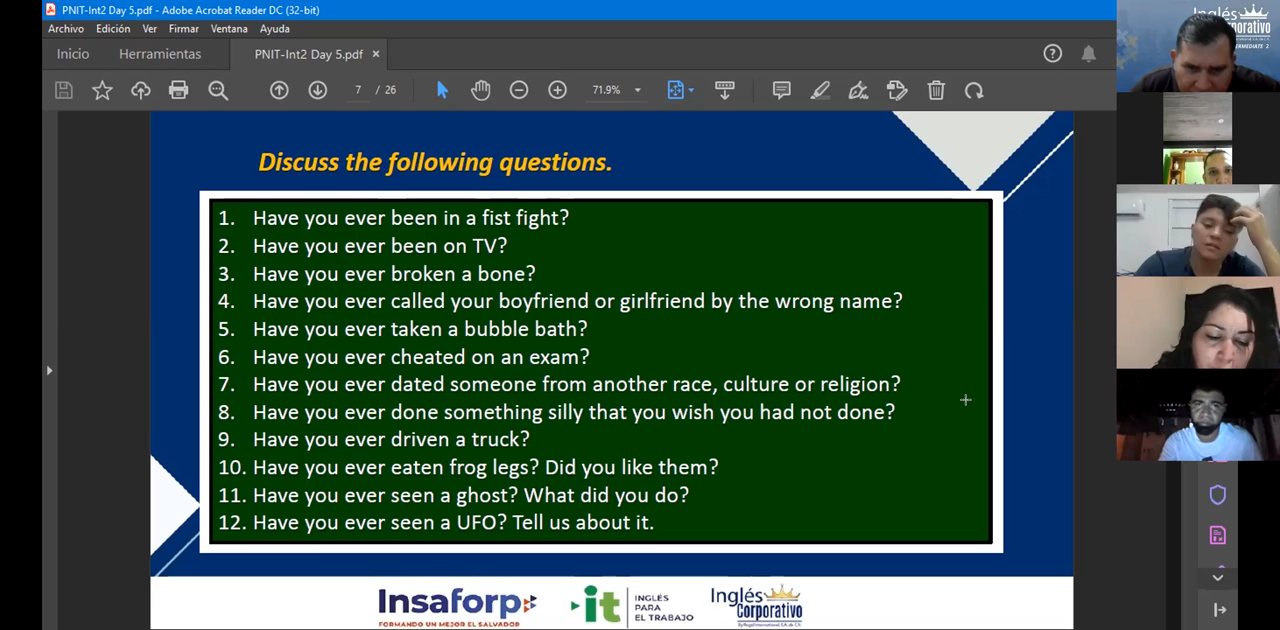 PNIT-Int2 Day 5.pdf - Adobe Acrobat Reader DC (32-bit)
Archivo Edición Ver Firmar Ventana Ayuda
Inicio Herramientas PNIT-Int2 Day 5.pdf ×
7 / 26 71.9%
Discuss the following questions.
1. Have you ever been in a fist fight?
2. Have you ever been on TV?
3. Have you ever broken a bone?
4. Have you ever called your boyfriend or girlfriend by the wrong name?
5. Have you ever taken a bubble bath?
6. Have you ever cheated on an exam?
7. Have you ever dated someone from another race, culture or religion?
8. Have you ever done something silly that you wish you had not done?
9. Have you ever driven a truck?
10. Have you ever eaten frog legs? Did you like them?
11. Have you ever seen a ghost? What did you do?
12. Have you ever seen a UFO? Tell us about it.
Insaforp
FORMANDO UN MEJOR EL SALVADOR
it
INGLÉS
PARA
EL TRABAJO
Inglés
Corporativo
Inglés